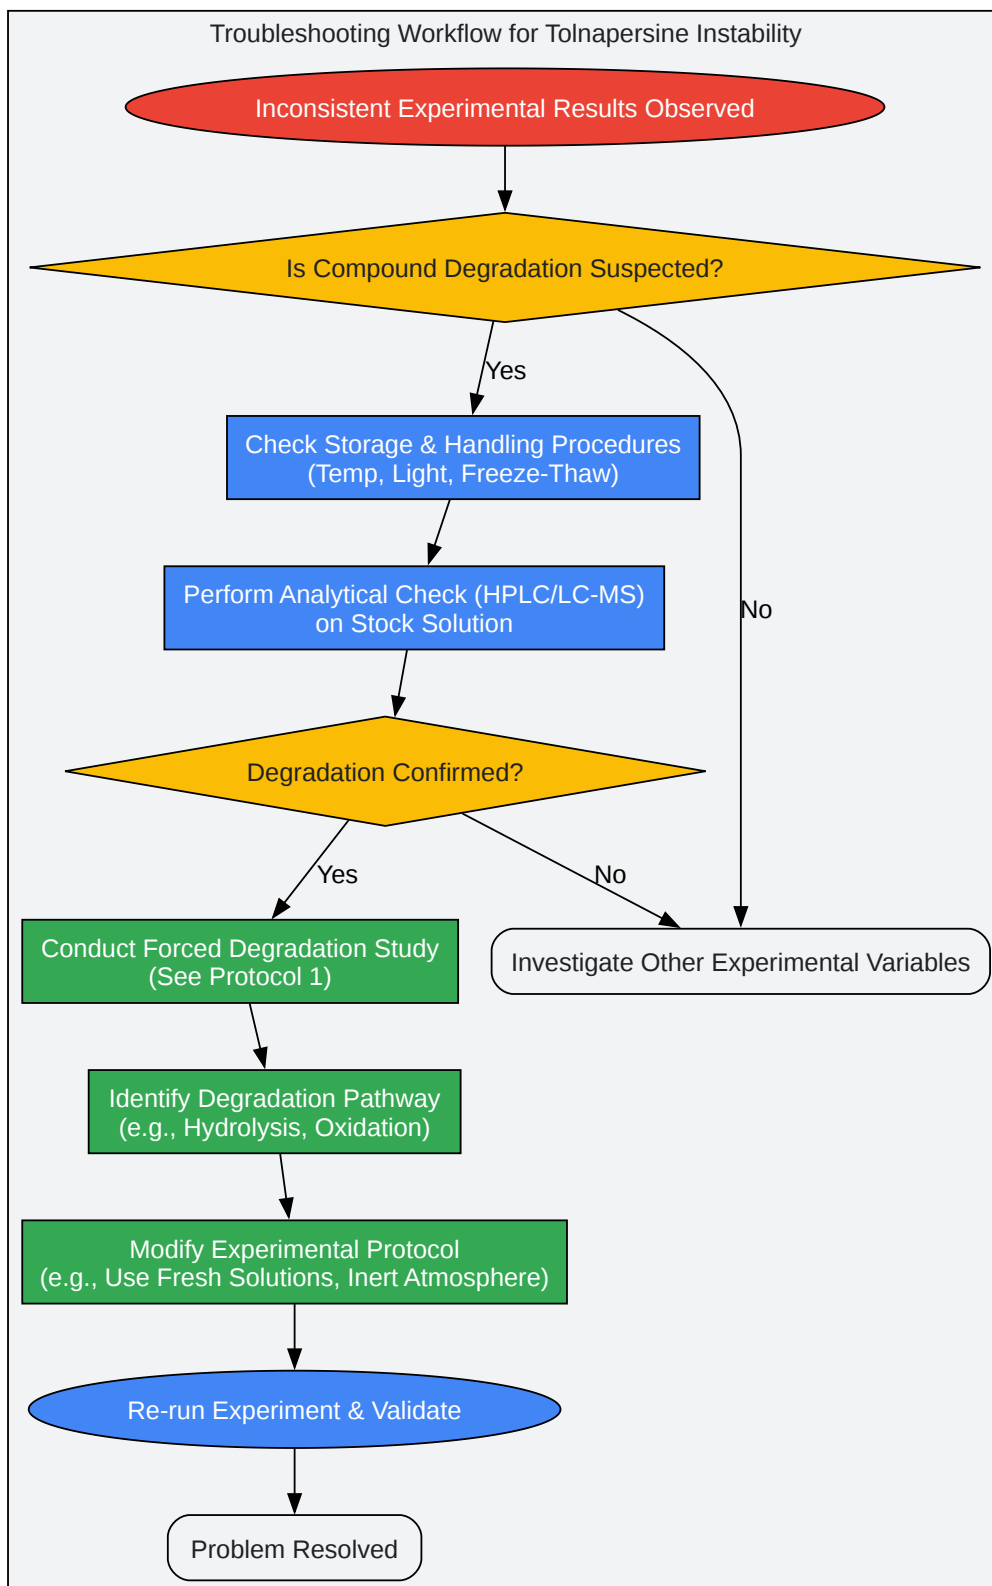 Troubleshooting Workflow for Tolnapersine Instability
Inconsistent Experimental Results Observed
Is Compound Degradation Suspected?
Yes
Check Storage & Handling Procedures
(Temp, Light, Freeze-Thaw)
Perform Analytical Check (HPLC/LC-MS)
on Stock Solution
No
Degradation Confirmed?
Yes
No
Conduct Forced Degradation Study
(See Protocol 1)
Investigate Other Experimental Variables
Identify Degradation Pathway
(e.g., Hydrolysis, Oxidation)
Modify Experimental Protocol
(e.g., Use Fresh Solutions, Inert Atmosphere)
Re-run Experiment & Validate
Problem Resolved